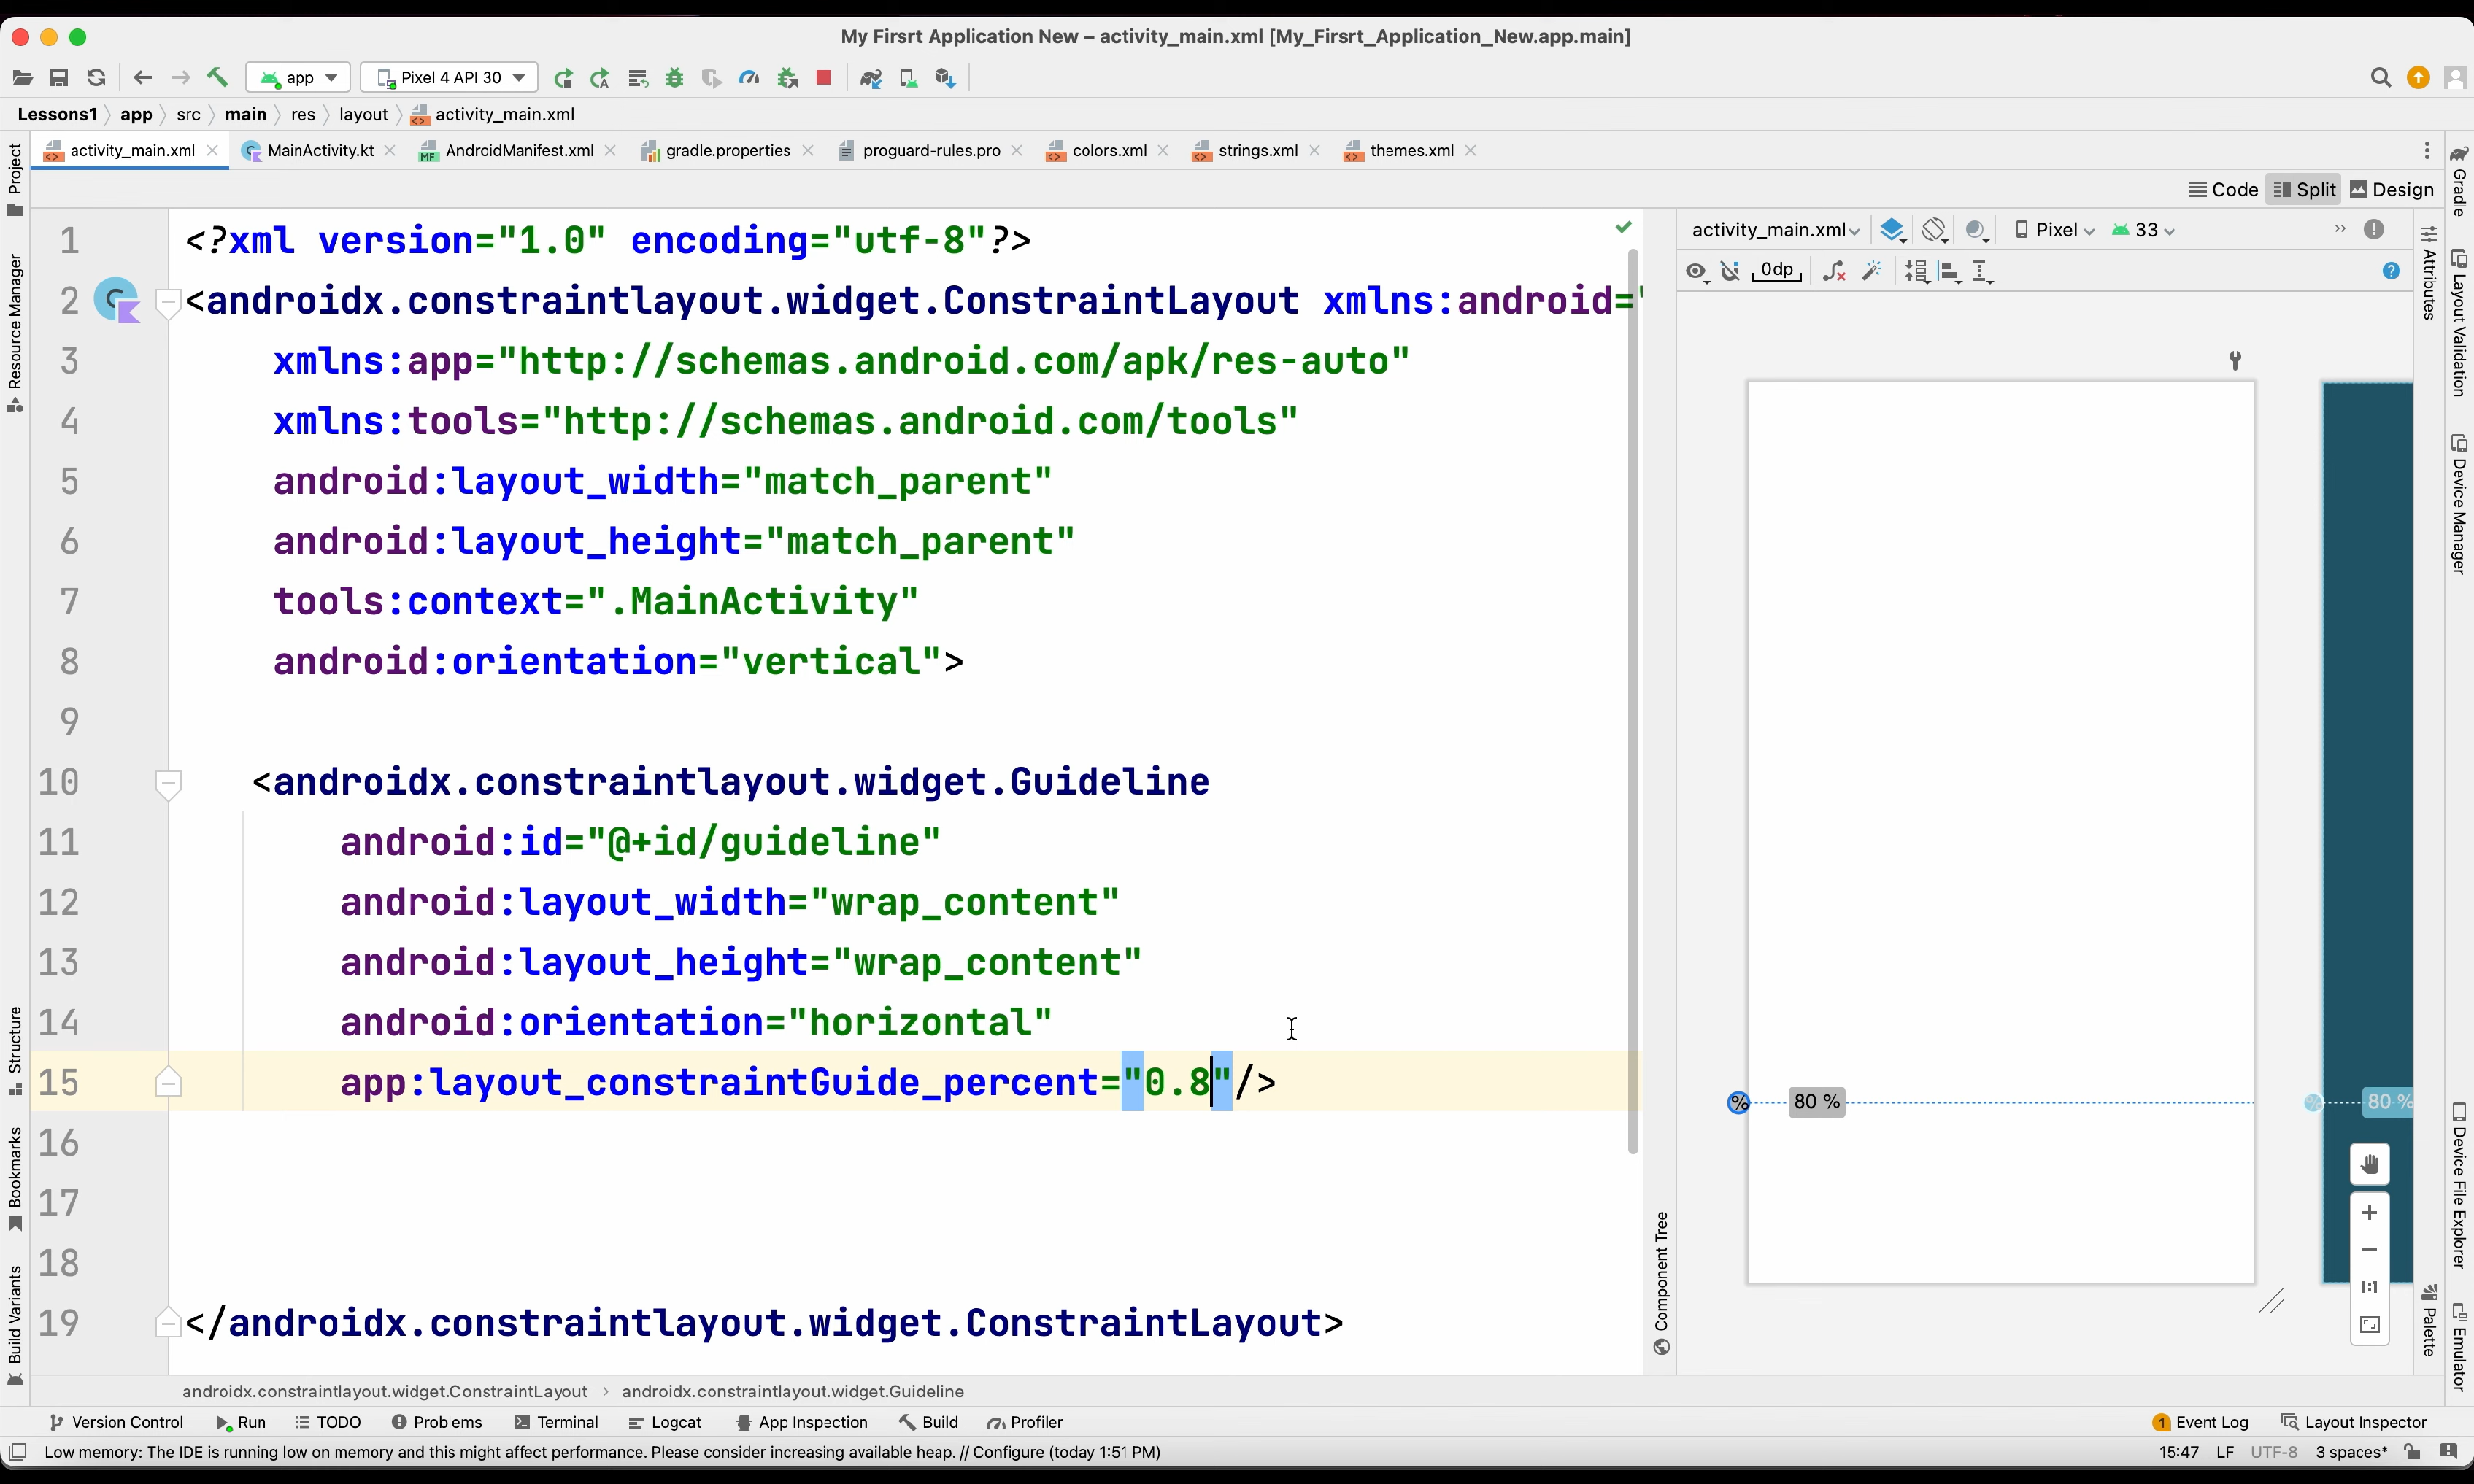 My Firsrt Application New – activity_main.xml [My_Firsrt_Application_New.app.main]
app Pixel 4 API 30
Lessons1 app src main res layout activity_main.xml
activity_main.xml MainActivity.kt AndroidManifest.xml gradle.properties proguard-rules.pro colors.xml strings.xml themes.xml
Code Split Design
activity_main.xml Pixel 33
0dp
1 <?xml version="1.0" encoding="utf-8"?>
2 <androidx.constraintlayout.widget.ConstraintLayout xmlns:android="
3 xmlns:app="http://schemas.android.com/apk/res-auto"
4 xmlns:tools="http://schemas.android.com/tools"
5 android:layout_width="match_parent"
6 android:layout_height="match_parent"
7 tools:context=".MainActivity"
8 android:orientation="vertical">
9
10 <androidx.constraintlayout.widget.Guideline
11 android:id="@+id/guideline"
12 android:layout_width="wrap_content"
13 android:layout_height="wrap_content"
14 android:orientation="horizontal"
15 app:layout_constraintGuide_percent="0.8"/>
16
17
18
19 </androidx.constraintlayout.widget.ConstraintLayout>
% 80 %
% 80 %
1:1
Project
Resource Manager
Structure
Bookmarks
Build Variants
Component Tree
Attributes
Palette
Gradle
Layout Validation
Device Manager
Device File Explorer
Emulator
androidx.constraintlayout.widget.ConstraintLayout › androidx.constraintlayout.widget.Guideline
Version Control Run TODO Problems Terminal Logcat App Inspection Build Profiler 1 Event Log Layout Inspector
Low memory: The IDE is running low on memory and this might affect performance. Please consider increasing available heap. // Configure (today 1:51 PM) 15:47 LF UTF-8 3 spaces*